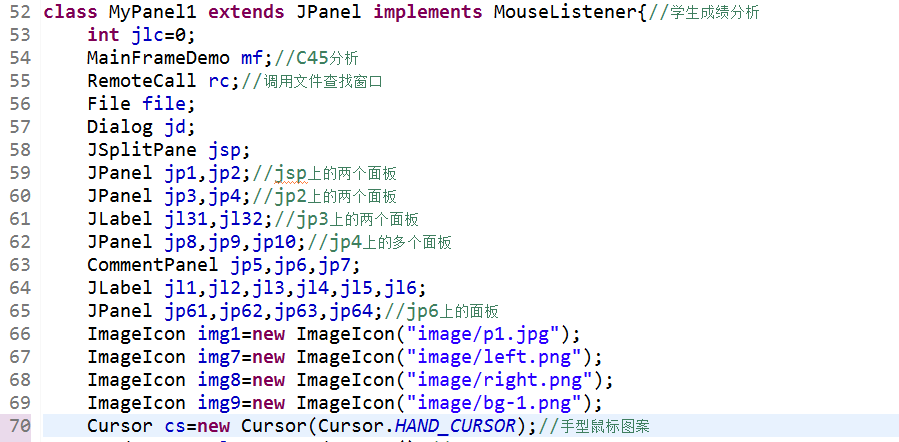 52 class MyPanel1 extends JPanel implements MouseListener{//学生成绩分析
53 int jlc=0;
54 MainFrameDemo mf;//C45分析
55 RemoteCall rc;//调用文件查找窗口
56 File file;
57 Dialog jd;
58 JSplitPane jsp;
59 JPanel jp1,jp2;//jsp上的两个面板
60 JPanel jp3,jp4;//jp2上的两个面板
61 JLabel jl31,jl32;//jp3上的两个面板
62 JPanel jp8,jp9,jp10;//jp4上的多个面板
63 CommentPanel jp5,jp6,jp7;
64 JLabel jl1,jl2,jl3,jl4,jl5,jl6;
65 JPanel jp61,jp62,jp63,jp64;//jp6上的面板
66 ImageIcon img1=new ImageIcon("image/p1.jpg");
67 ImageIcon img7=new ImageIcon("image/left.png");
68 ImageIcon img8=new ImageIcon("image/right.png");
69 ImageIcon img9=new ImageIcon("image/bg-1.png");
70 Cursor cs=new Cursor(Cursor.HAND_CURSOR);//手型鼠标图案